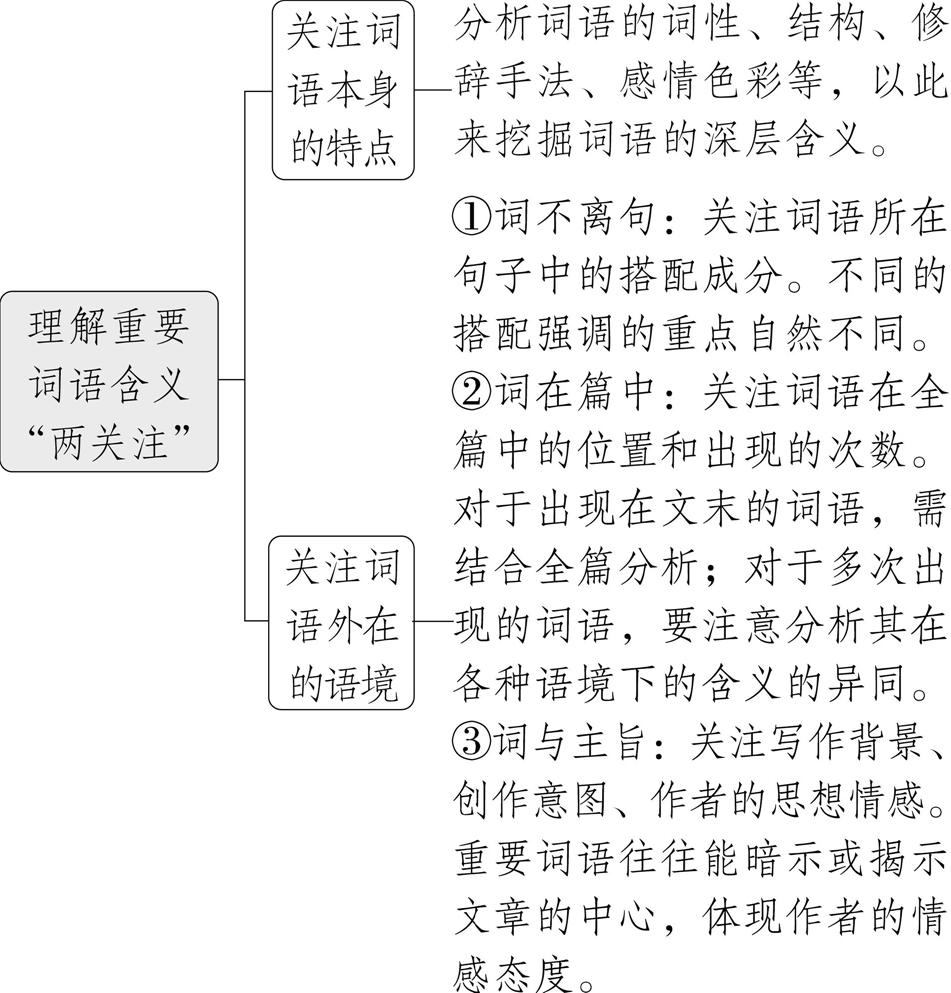 理解重要
词语含义
“两关注”
关注词
语本身
的特点
分析词语的词性、结构、修
辞手法、感情色彩等，以此
来挖掘词语的深层含义。
关注词
语外在
的语境
①词不离句：关注词语所在
句子中的搭配成分。不同的
搭配强调的重点自然不同。
②词在篇中：关注词语在全
篇中的位置和出现的次数。
对于出现在文末的词语，需
结合全篇分析；对于多次出
现的词语，要注意分析其在
各种语境下的含义的异同。
③词与主旨：关注写作背景、
创作意图、作者的思想情感。
重要词语往往能暗示或揭示
文章的中心，体现作者的情
感态度。